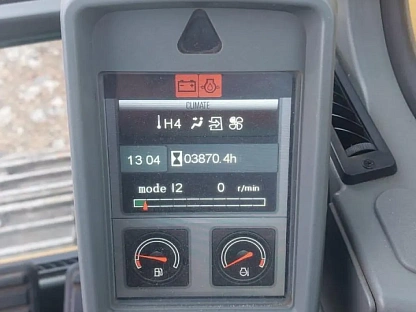 CLIMATE
H4
13 04 03870.4h
mode I2 0 r/min